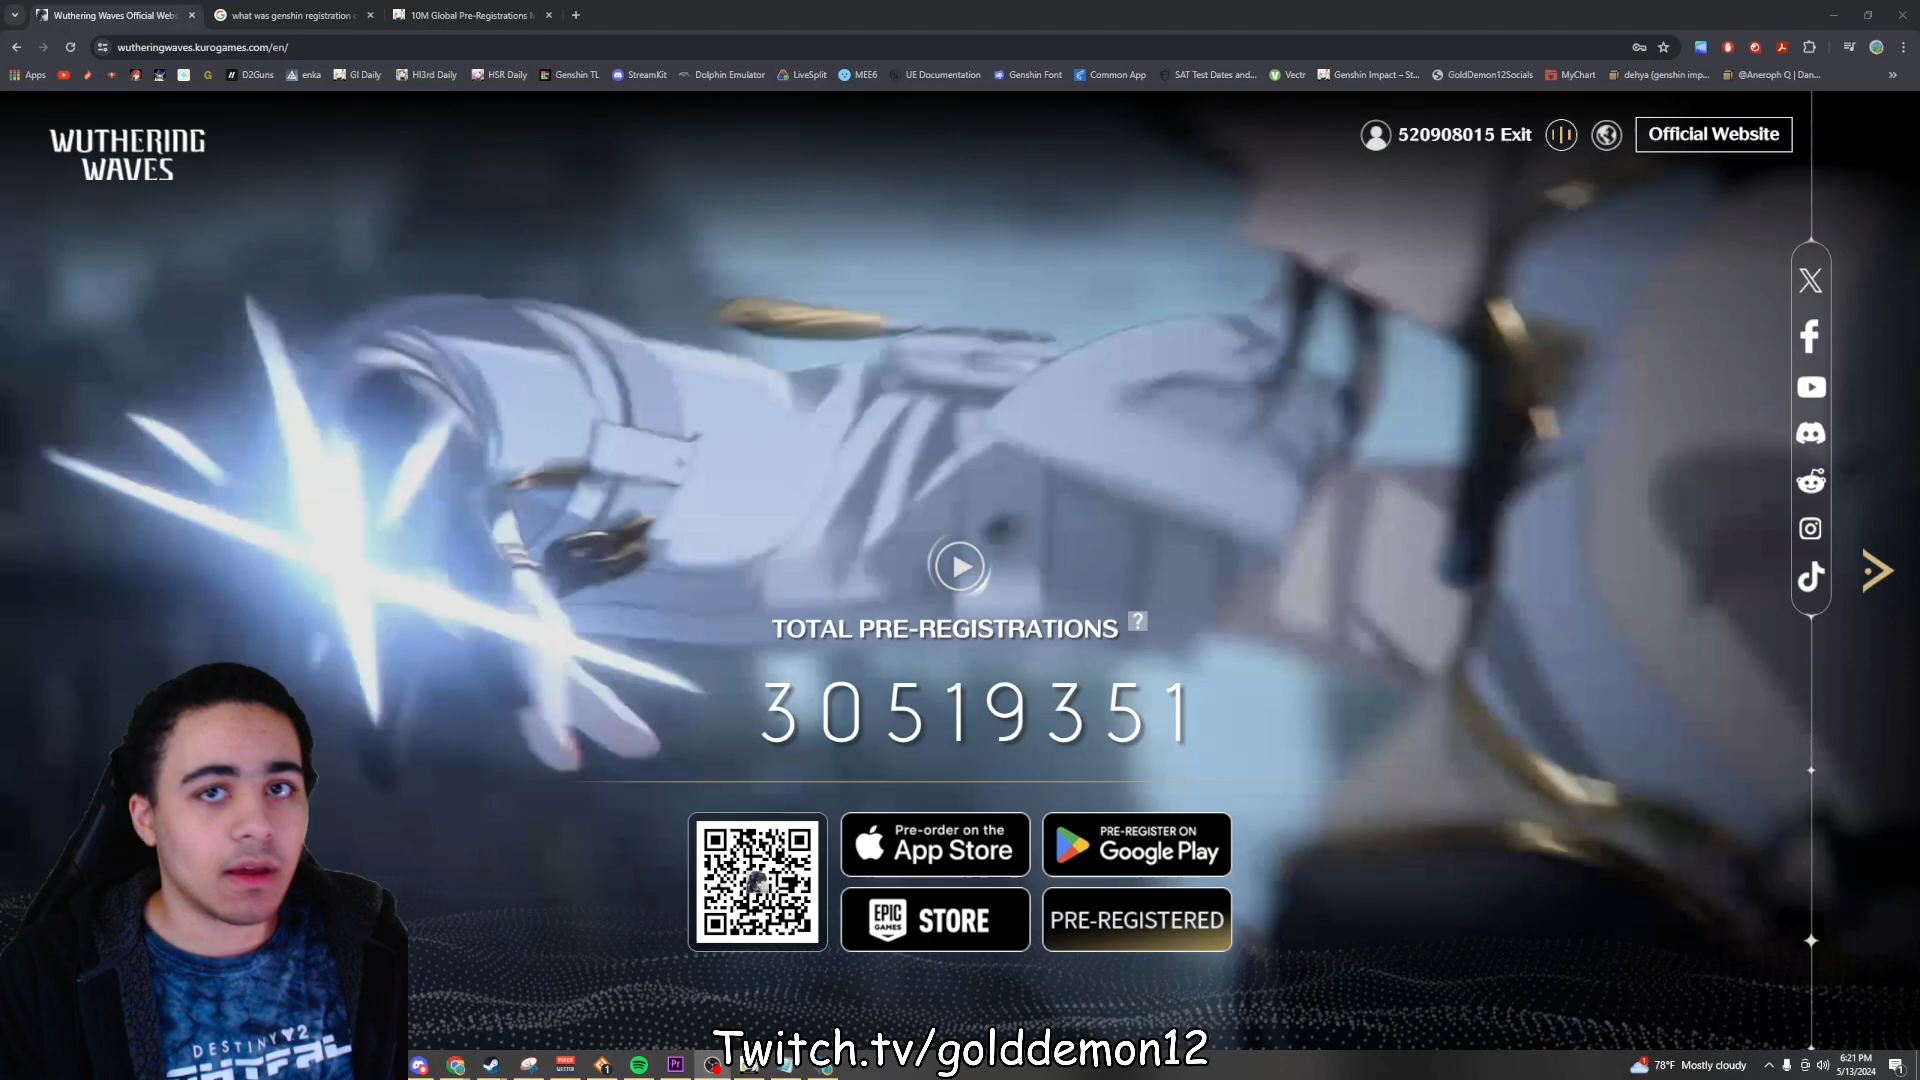 Wuthering Waves Official Webs
what was genshin registration c
10M Global Pre-Registrations M
wutheringwaves.kurogames.com/en/
Apps
D2Guns
enka
GI Daily
HI3rd Daily
HSR Daily
Genshin TL
StreamKit
Dolphin Emulator
LiveSplit
MEE6
UE Documentation
Genshin Font
Common App
SAT Test Dates and...
Vectr
Genshin Impact – St...
GoldDemon12Socials
MyChart
dehya (genshin imp...
@Aneroph Q | Dan...
WUTHERING
WAVES
520908015 Exit
Official Website
TOTAL PRE-REGISTRATIONS ?
30519351
Pre-order on the
App Store
PRE-REGISTER ON
Google Play
EPIC
GAMES
STORE
PRE-REGISTERED
DESTINY 2
Twitch.tv/golddemon12
78°F Mostly cloudy
6:21 PM
5/13/2024